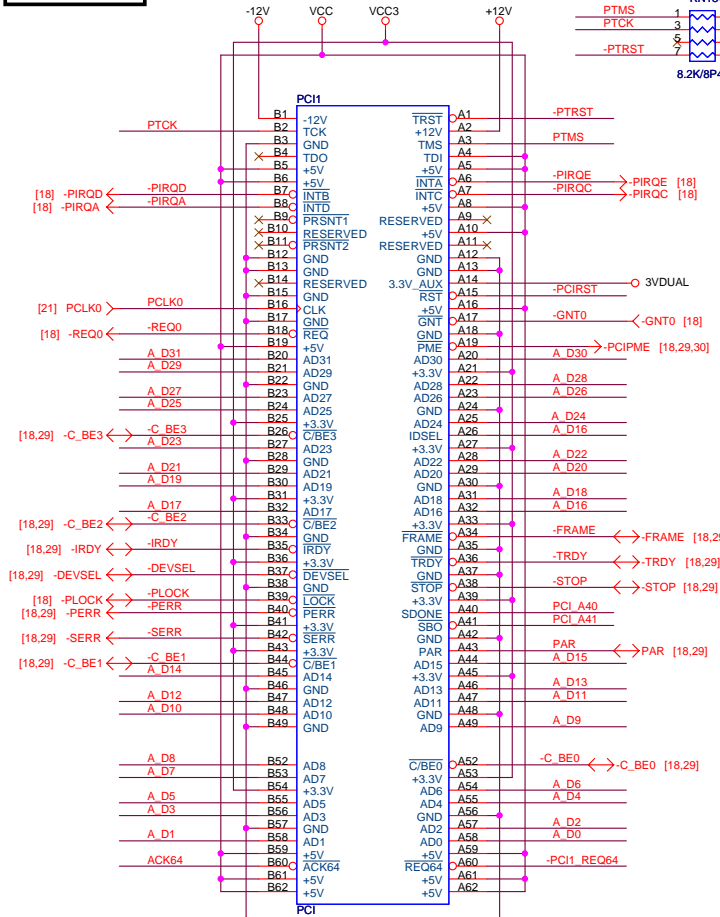 -12V VCC VCC3 +12V
RN18
PTMS 1
PTCK 3
5
-PTRST 7
8.2K/8P4
PCI1
B1 -12V TRST A1 -PTRST
PTCK B2 TCK +12V A2
B3 GND TMS A3 PTMS
B4 TDO TDI A4
B5 +5V +5V A5
B6 +5V INTA A6 -PIRQE -PIRQE [18]
[18] -PIRQD -PIRQD B7 INTB INTC A7 -PIRQC -PIRQC [18]
[18] -PIRQA -PIRQA B8 INTD +5V A8
B9 PRSNT1 RESERVED A9
B10 RESERVED +5V A10
B11 PRSNT2 RESERVED A11
B12 GND GND A12
B13 GND GND A13
B14 RESERVED 3.3V_AUX A14 3VDUAL
B15 GND RST A15 -PCIRST
[21] PCLK0 PCLK0 B16 CLK +5V A16
B17 GND GNT A17 -GNT0 -GNT0 [18]
[18] -REQ0 -REQ0 B18 REQ GND A18
B19 +5V PME A19 -PCIPME [18,29,30]
A_D31 B20 AD31 AD30 A20 A_D30
A_D29 B21 AD29 +3.3V A21
B22 GND AD28 A22 A_D28
A_D27 B23 AD27 AD26 A23 A_D26
A_D25 B24 AD25 GND A24
B25 +3.3V AD24 A25 A_D24
[18,29] -C_BE3 -C_BE3 B26 C/BE3 IDSEL A26 A_D16
A_D23 B27 AD23 +3.3V A27
B28 GND AD22 A28 A_D22
A_D21 B29 AD21 AD20 A29 A_D20
A_D19 B30 AD19 GND A30
B31 +3.3V AD18 A31 A_D18
A_D17 B32 AD17 AD16 A32 A_D16
[18,29] -C_BE2 -C_BE2 B33 C/BE2 +3.3V A33
B34 GND FRAME A34 -FRAME -FRAME [18,29
[18,29] -IRDY -IRDY B35 IRDY GND A35
B36 +3.3V TRDY A36 -TRDY -TRDY [18,29]
[18,29] -DEVSEL -DEVSEL B37 DEVSEL GND A37
B38 GND STOP A38 -STOP -STOP [18,29]
[18] -PLOCK -PLOCK B39 LOCK +3.3V A39
[18,29] -PERR -PERR B40 PERR SDONE A40 PCI_A40
B41 +3.3V SBO A41 PCI_A41
[18,29] -SERR -SERR B42 SERR GND A42
B43 +3.3V PAR A43 PAR PAR [18,29]
[18,29] -C_BE1 -C_BE1 B44 C/BE1 AD15 A44 A_D15
A_D14 B45 AD14 +3.3V A45
B46 GND AD13 A46 A_D13
A_D12 B47 AD12 AD11 A47 A_D11
A_D10 B48 AD10 GND A48
B49 GND AD9 A49 A_D9
A_D8 B52 AD8 C/BE0 A52 -C_BE0 -C_BE0 [18,29]
A_D7 B53 AD7 +3.3V A53
B54 +3.3V AD6 A54 A_D6
A_D5 B55 AD5 AD4 A55 A_D4
A_D3 B56 AD3 GND A56
B57 GND AD2 A57 A_D2
A_D1 B58 AD1 AD0 A58 A_D0
B59 +5V +5V A59
ACK64 B60 ACK64 REQ64 A60 -PCI1_REQ64
B61 +5V +5V A61
B62 +5V +5V A62
PCI